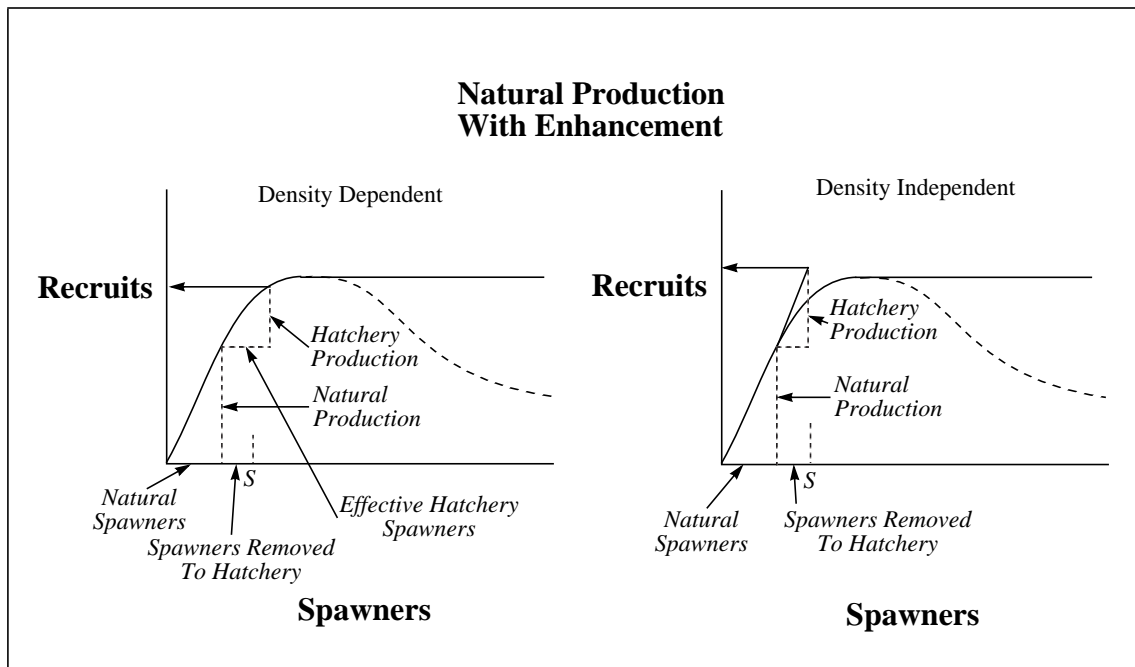 Natural Production
With Enhancement
Density Dependent
Recruits
Hatchery
Production
Natural
Production
S
Natural
Spawners
Effective Hatchery
Spawners
Spawners Removed
To Hatchery
Spawners
Density Independent
Recruits
Hatchery
Production
Natural
Production
S
Natural
Spawners
Spawners Removed
To Hatchery
Spawners